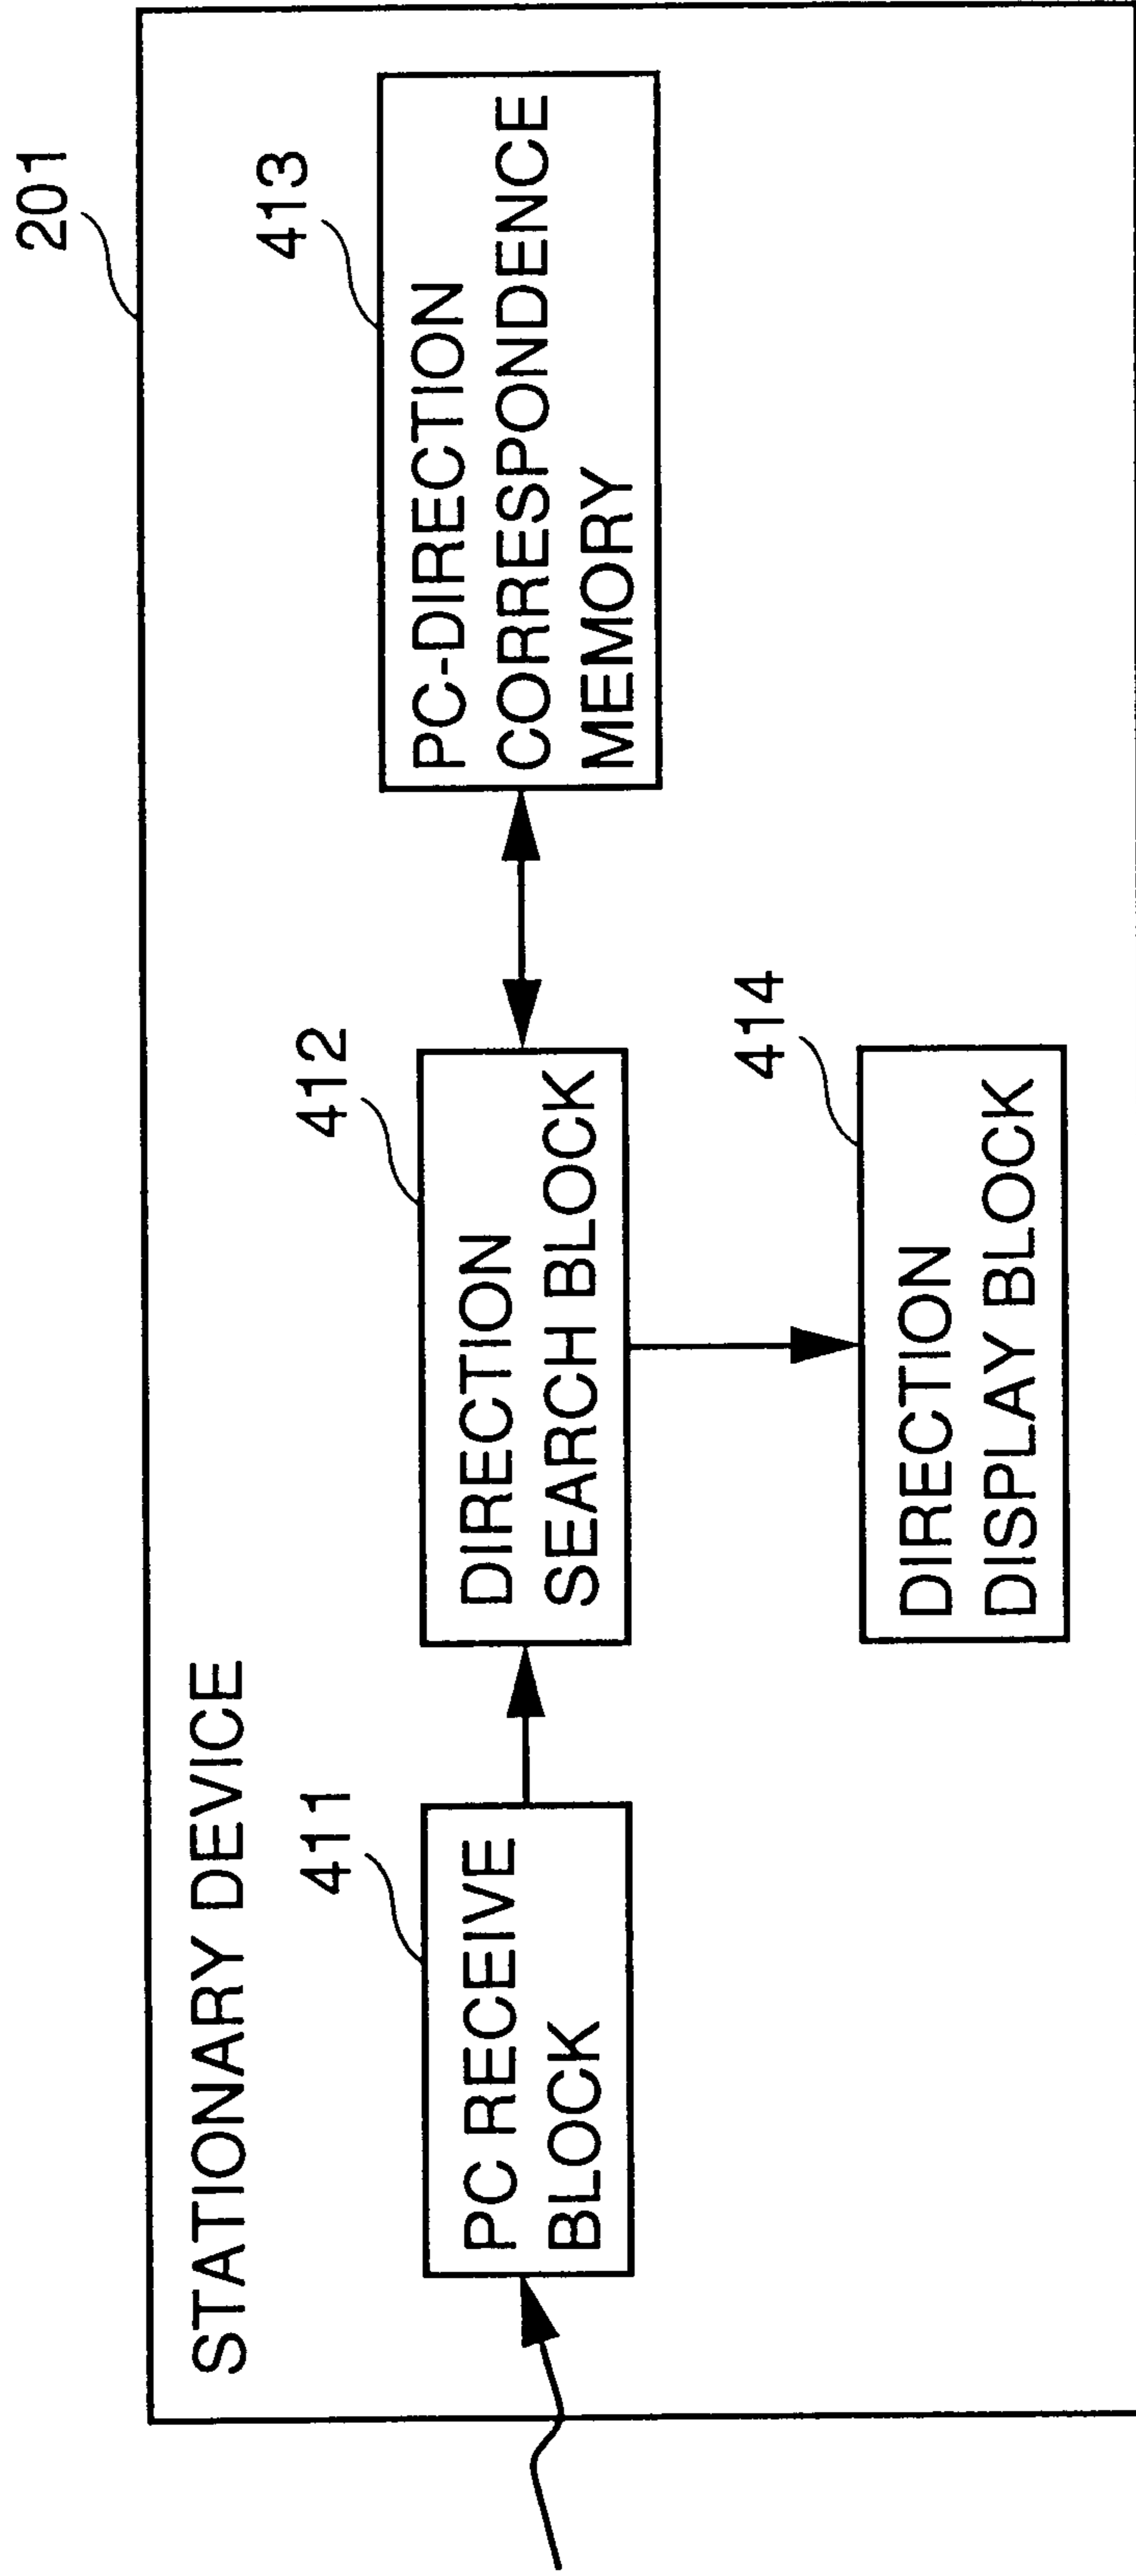 201
STATIONARY DEVICE
411
PC RECEIVE
BLOCK
412
DIRECTION
SEARCH BLOCK
413
PC-DIRECTION
CORRESPONDENCE
MEMORY
414
DIRECTION
DISPLAY BLOCK